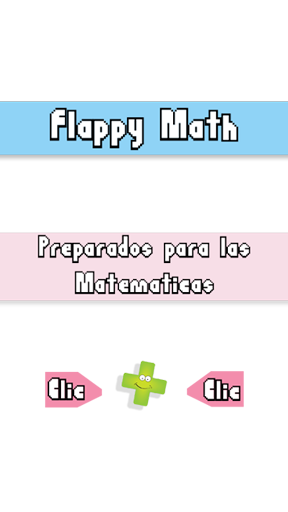 Flappy Math
Preparados para las
Matematicas
Clic
Clic